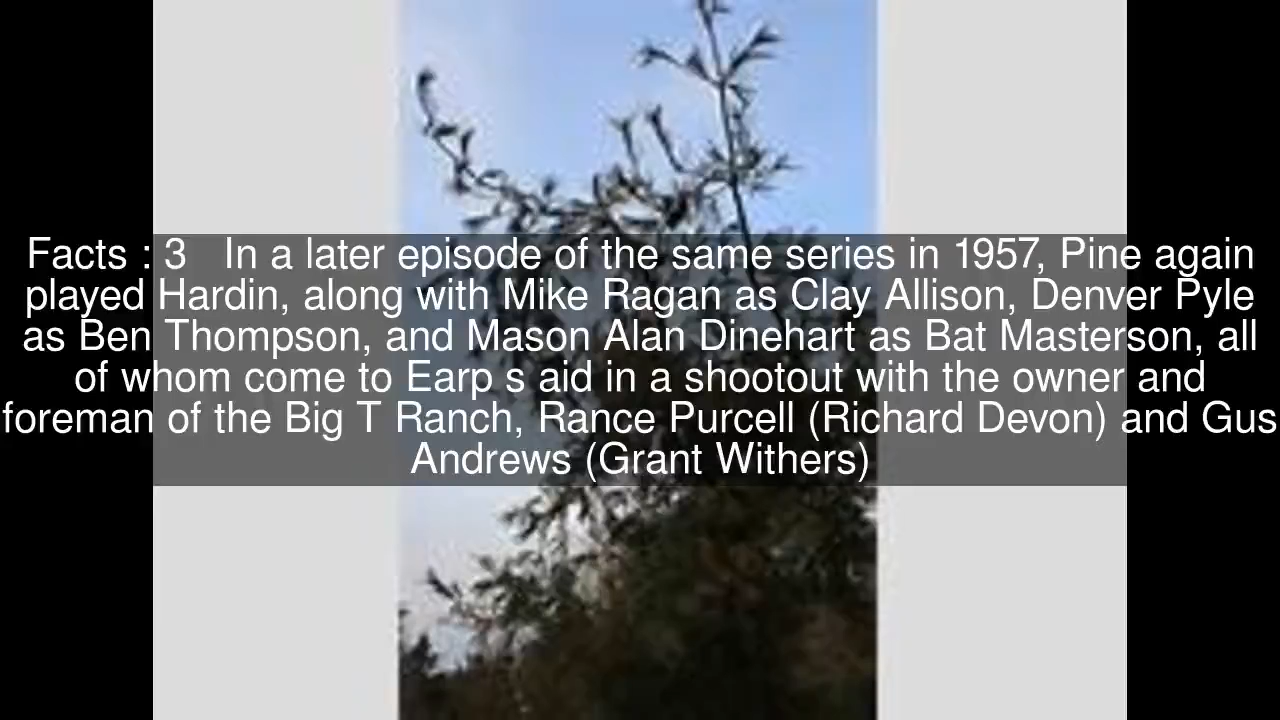 Facts : 3   In a later episode of the same series in 1957, Pine again
played Hardin, along with Mike Ragan as Clay Allison, Denver Pyle
as Ben Thompson, and Mason Alan Dinehart as Bat Masterson, all
of whom come to Earp s aid in a shootout with the owner and
foreman of the Big T Ranch, Rance Purcell (Richard Devon) and Gus
Andrews (Grant Withers)